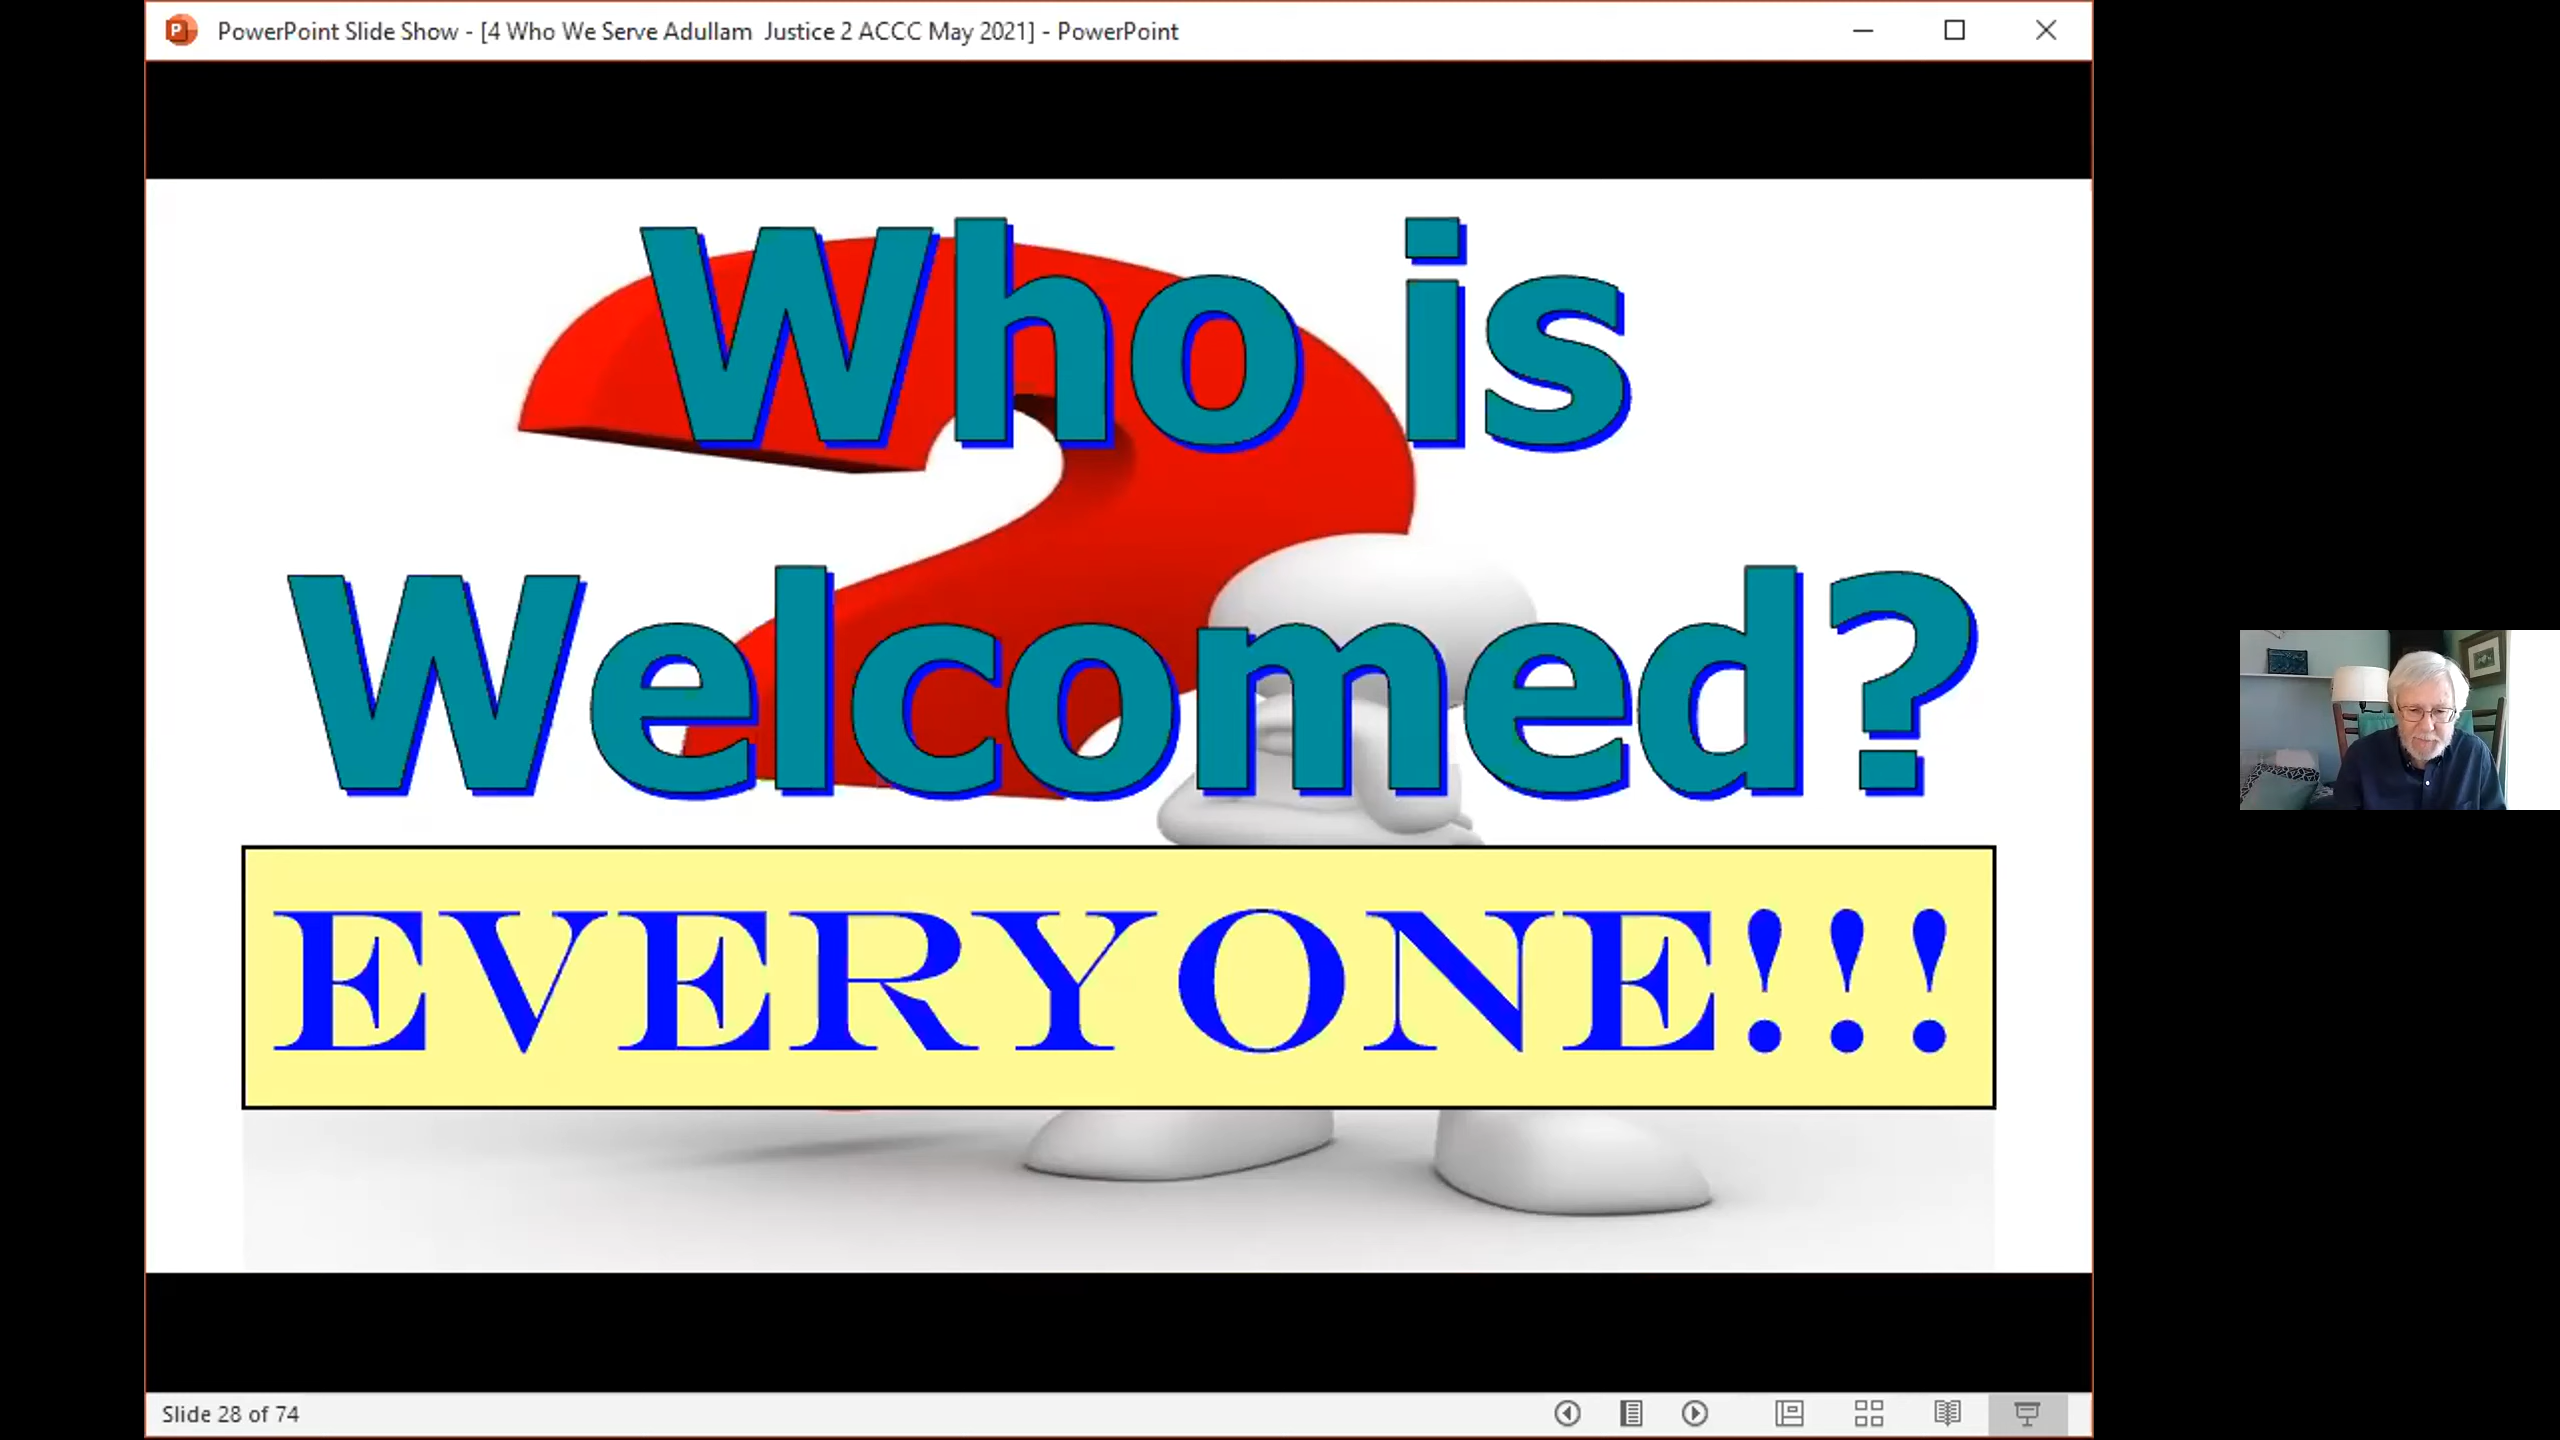 PowerPoint Slide Show - [4 Who We Serve Adullam  Justice 2 ACCC May 2021] - PowerPoint
Who is
Welcomed?
EVERYONE!!!
Slide 28 of 74